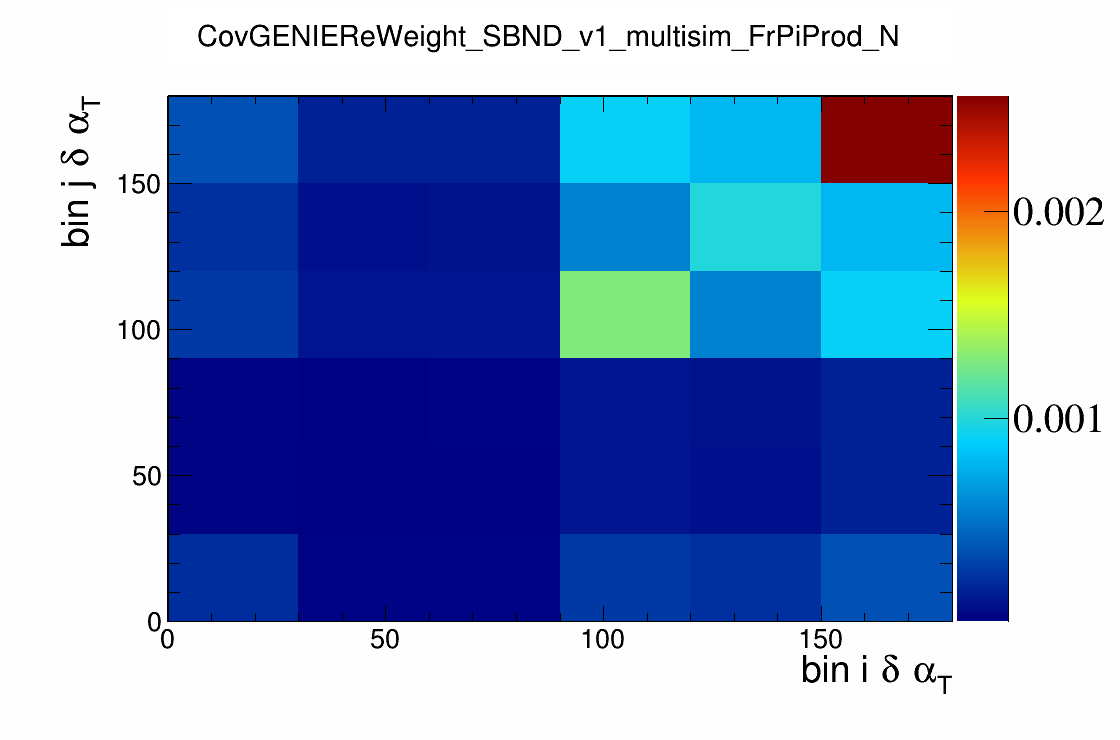 CovGENIEReWeight_SBND_v1_multisim_FrPiProd_N
bin j δ α_T
150
100
50
0
0 50 100 150
bin i δ α_T
0.002
0.001